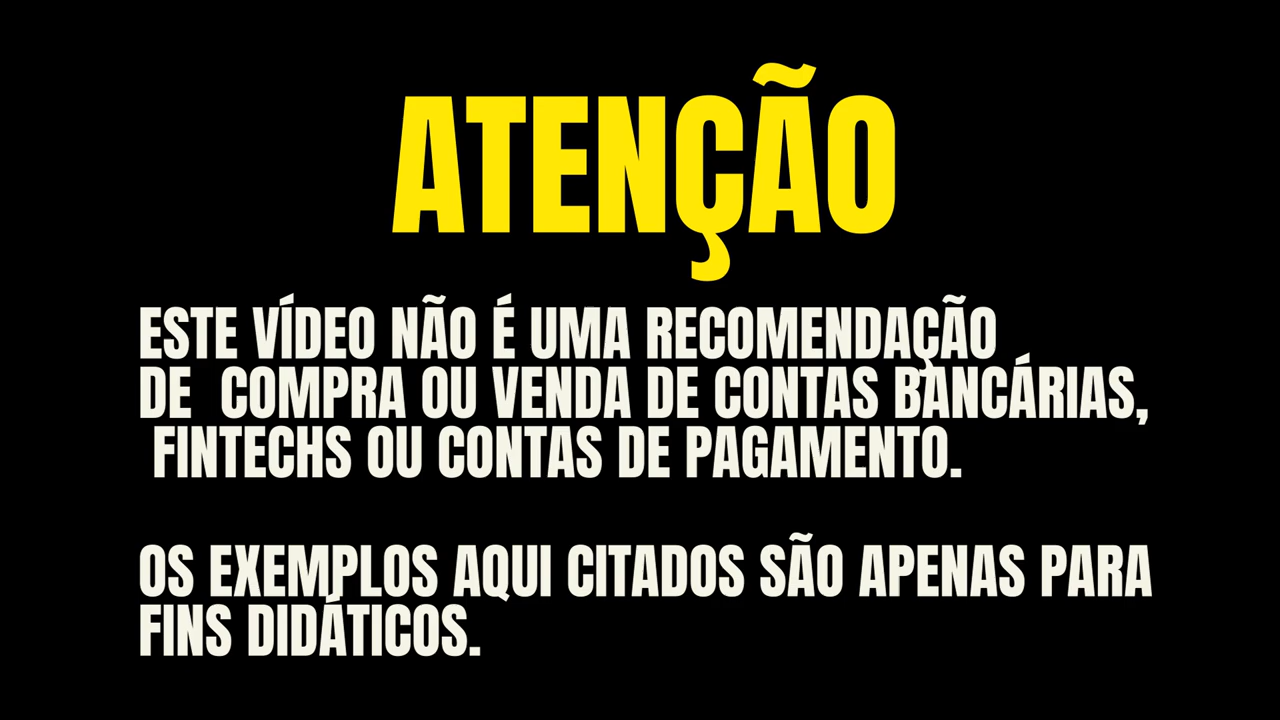 ATENÇÃO
ESTE VÍDEO NÃO É UMA RECOMENDAÇÃO
DE COMPRA OU VENDA DE CONTAS BANCÁRIAS,
FINTECHS OU CONTAS DE PAGAMENTO.
OS EXEMPLOS AQUI CITADOS SÃO APENAS PARA
FINS DIDÁTICOS.